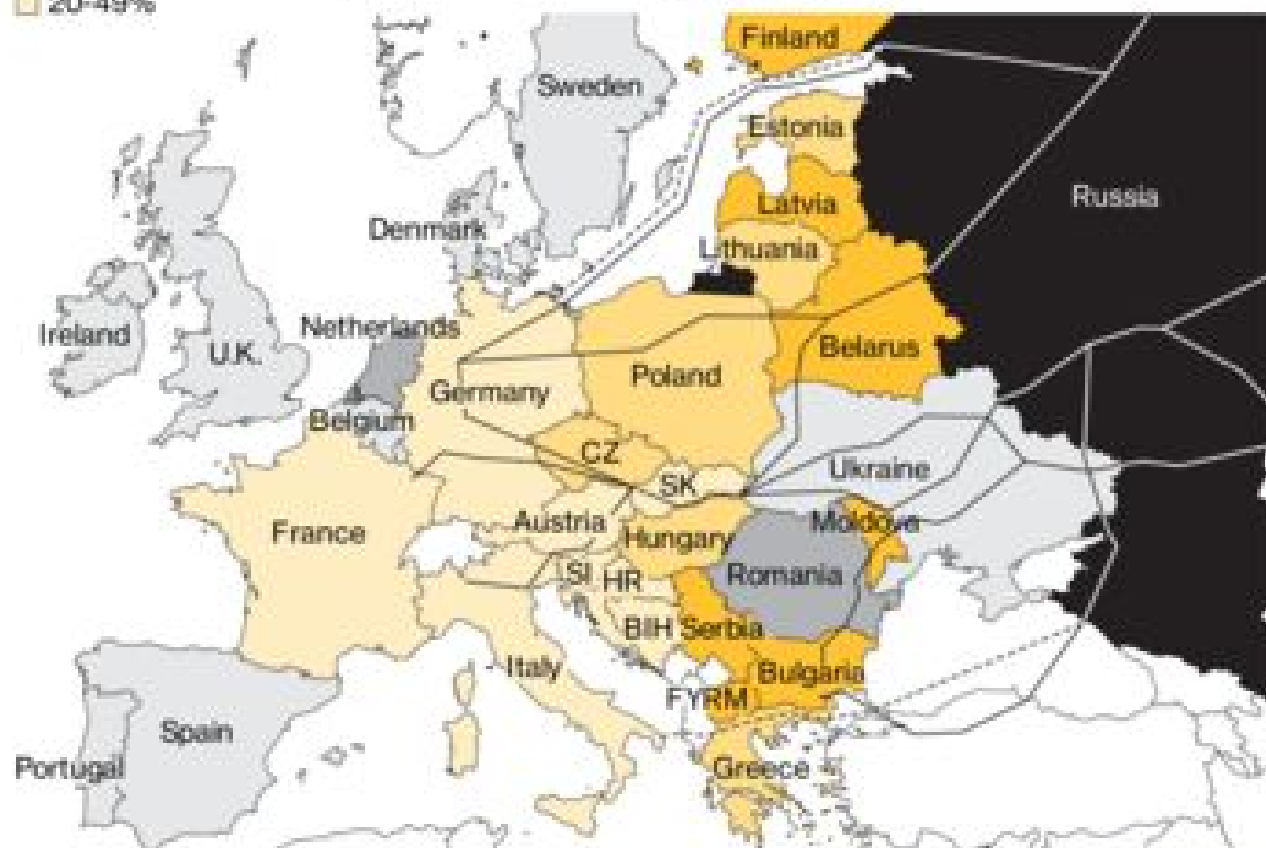 20-49%
Finland
Sweden
Estonia
Russia
Latvia
Denmark
Lithuania
Ireland
Netherlands
U.K.
Belarus
Germany
Poland
Belgium
CZ
Ukraine
SK
France
Austria
Moldova
Hungary
SI
HR
Romania
BIH
Serbia
Italy
Bulgaria
FYRM
Spain
Portugal
Greece